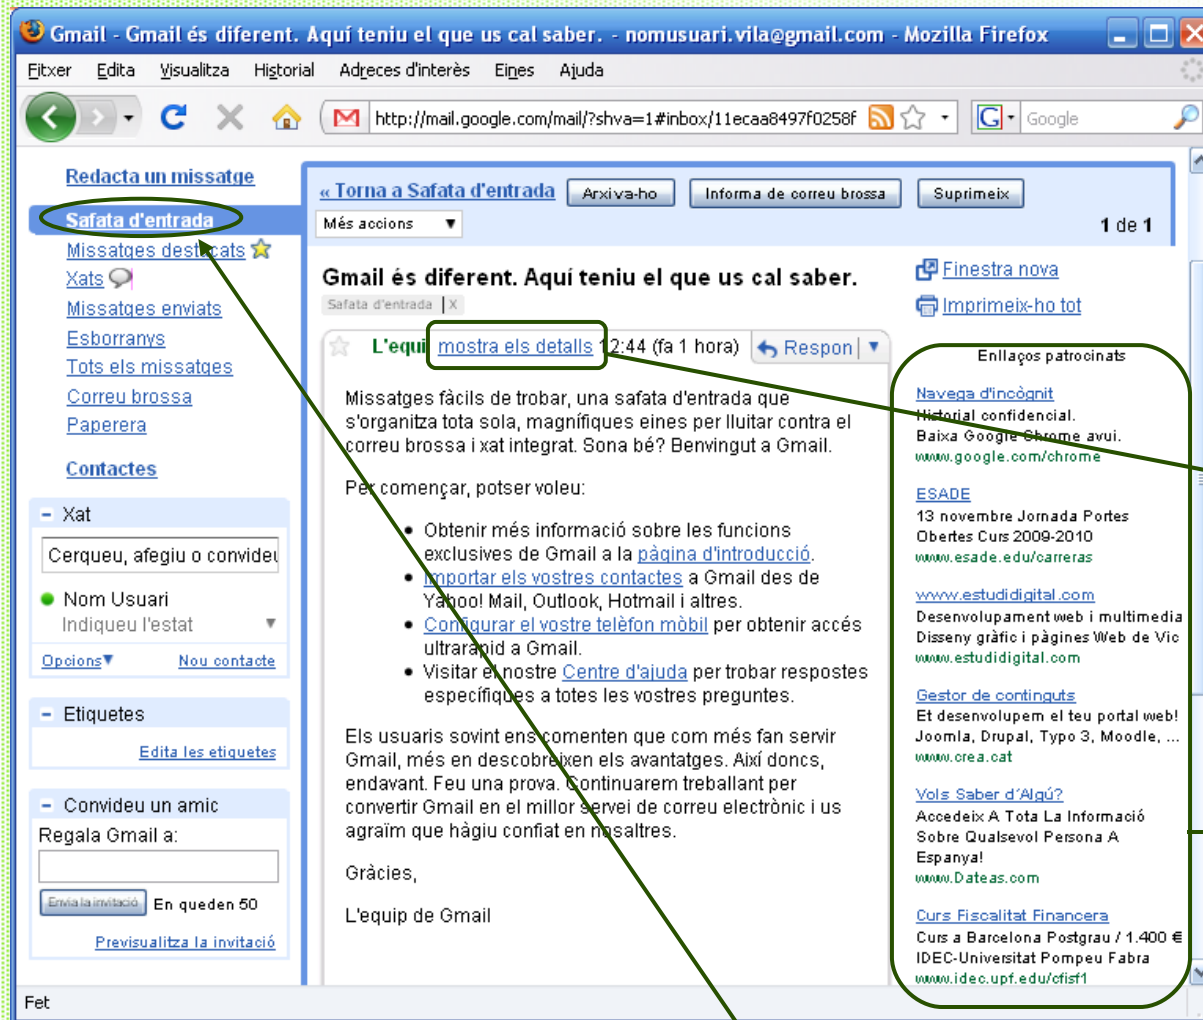 Gmail - Gmail és diferent. Aquí teniu el que us cal saber. - nomusuari.vila@gmail.com - Mozilla Firefox
Fitxer Edita Visualitza Historial Adreces d'interès Eines Ajuda
http://mail.google.com/mail/?shva=1#inbox/11ecaa8497f0258f
G Google
Redacta un missatge
Safata d'entrada
Missatges destacats
Xats
Missatges enviats
Esborranys
Tots els missatges
Correu brossa
Paperera
Contactes
– Xat
Cerqueu, afegiu o convideu
Nom Usuari
Indiqueu l'estat
Opcions Nou contacte
– Etiquetes
Edita les etiquetes
– Convideu un amic
Regala Gmail a:
Envia la invitació En queden 50
Previsualitza la invitació
« Torna a Safata d'entrada Arxiva-ho Informa de correu brossa Suprimeix
Més accions 1 de 1
Gmail és diferent. Aquí teniu el que us cal saber.
Safata d'entrada X
L'equi mostra els detalls 12:44 (fa 1 hora) Respon
Missatges fàcils de trobar, una safata d'entrada que
s'organitza tota sola, magnífiques eines per lluitar contra el
correu brossa i xat integrat. Sona bé? Benvingut a Gmail.
Per començar, potser voleu:
• Obtenir més informació sobre les funcions
exclusives de Gmail a la pàgina d'introducció.
• Importar els vostres contactes a Gmail des de
Yahoo! Mail, Outlook, Hotmail i altres.
• Configurar el vostre telèfon mòbil per obtenir accés
ultraràpid a Gmail.
• Visitar el nostre Centre d'ajuda per trobar respostes
específiques a totes les vostres preguntes.
Els usuaris sovint ens comenten que com més fan servir
Gmail, més en descobreixen els avantatges. Així doncs,
endavant. Feu una prova. Continuarem treballant per
convertir Gmail en el millor servei de correu electrònic i us
agraïm que hàgiu confiat en nosaltres.
Gràcies,
L'equip de Gmail
Finestra nova
Imprimeix-ho tot
Enllaços patrocinats
Navega d'incògnit
Historial confidencial.
Baixa Google Chrome avui.
www.google.com/chrome
ESADE
13 novembre Jornada Portes
Obertes Curs 2009-2010
www.esade.edu/carreras
www.estudidigital.com
Desenvolupament web i multimedia
Disseny gràfic i pàgines Web de Vic
www.estudidigital.com
Gestor de continguts
Et desenvolupem el teu portal web!
Joomla, Drupal, Typo 3, Moodle, ...
www.crea.cat
Vols Saber d´Algú?
Accedeix A Tota La Informació
Sobre Qualsevol Persona A
Espanya!
www.Dateas.com
Curs Fiscalitat Financera
Curs a Barcelona Postgrau / 1.400 €
IDEC-Universitat Pompeu Fabra
www.idec.upf.edu/cfisf1
Fet